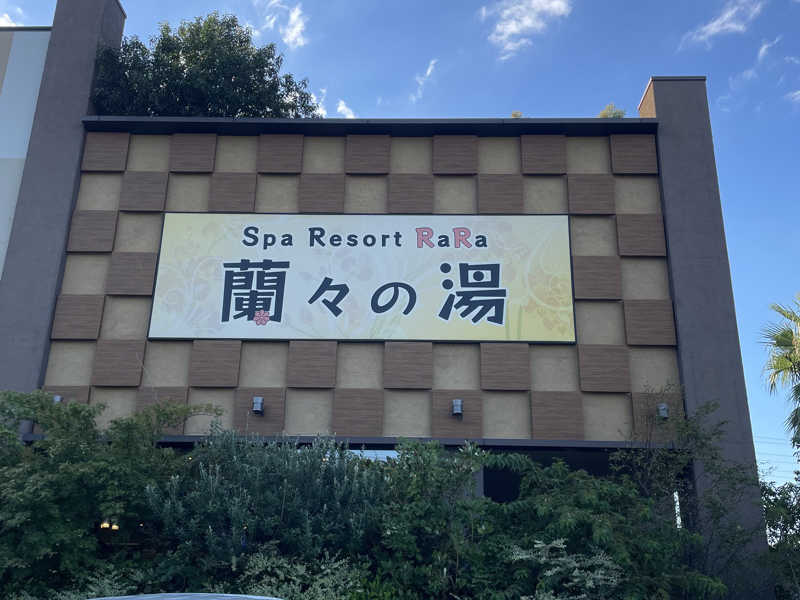 Spa Resort RaRa
蘭々の湯